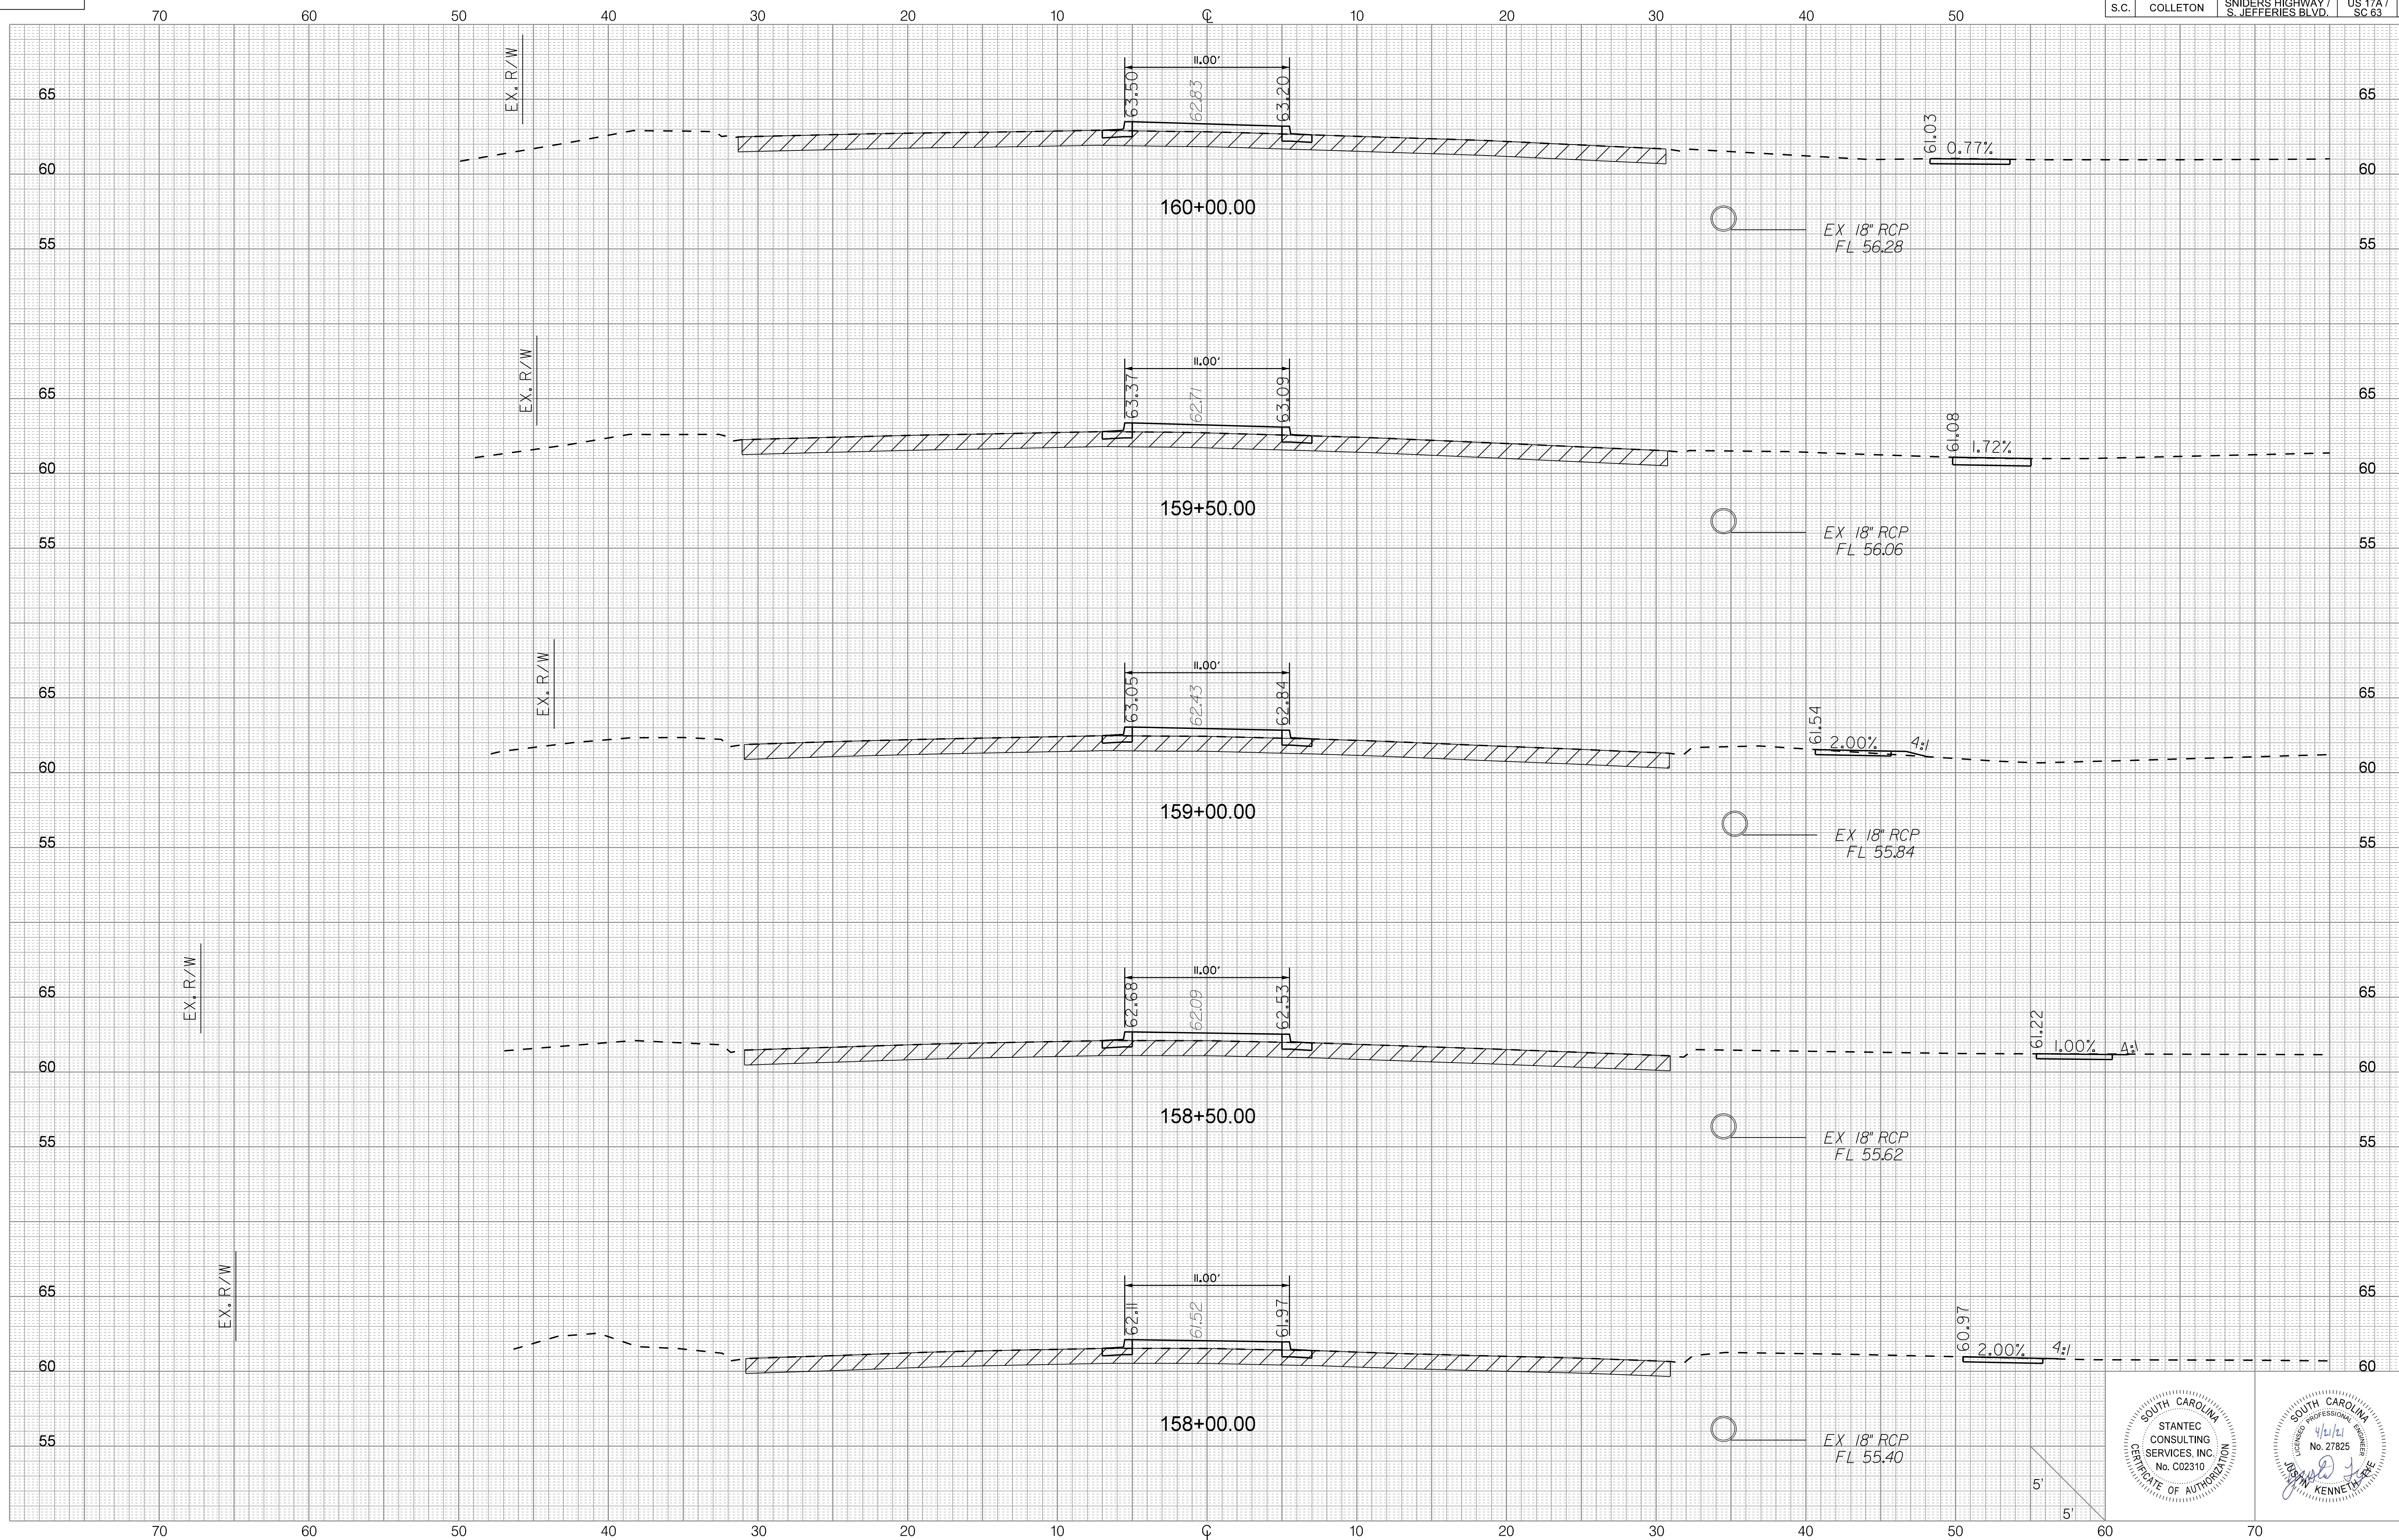 S.C. COLLETON SNIDERS HIGHWAY / US 17A /
S. JEFFERIES BLVD. SC 63
70 60 50 40 30 20 10 ℄ 10 20 30 40 50
EX. R/W
11.00'
63.50 62.83 63.20
65 65
61.03 0.77%
60 60
160+00.00
EX 18" RCP
FL 56.28
55 55
EX. R/W
11.00'
63.37 62.71 63.09
65 65
61.08 1.72%
60 60
159+50.00
EX 18" RCP
FL 56.06
55 55
EX. R/W
11.00'
63.05 62.43 62.84
65 65
61.54 2.00% 4:1
60 60
159+00.00
EX 18" RCP
FL 55.84
55 55
EX. R/W
11.00'
62.68 62.09 62.53
65 65
61.22 1.00% 4:1
60 60
158+50.00
EX 18" RCP
FL 55.62
55 55
EX. R/W
11.00'
62.11 61.52 61.97
65 65
60.97 2.00% 4:1
60 60
158+00.00
EX 18" RCP
FL 55.40
55
5'
5'
SOUTH CAROLINA
STANTEC
CONSULTING
SERVICES, INC.
No. C02310
CERTIFICATE OF AUTHORIZATION
SOUTH CAROLINA
LICENSED PROFESSIONAL ENGINEER
4/21/21
No. 27825
JUSTIN KENNETH TYE
70 60 50 40 30 20 10 ℄ 10 20 30 40 50 60 70